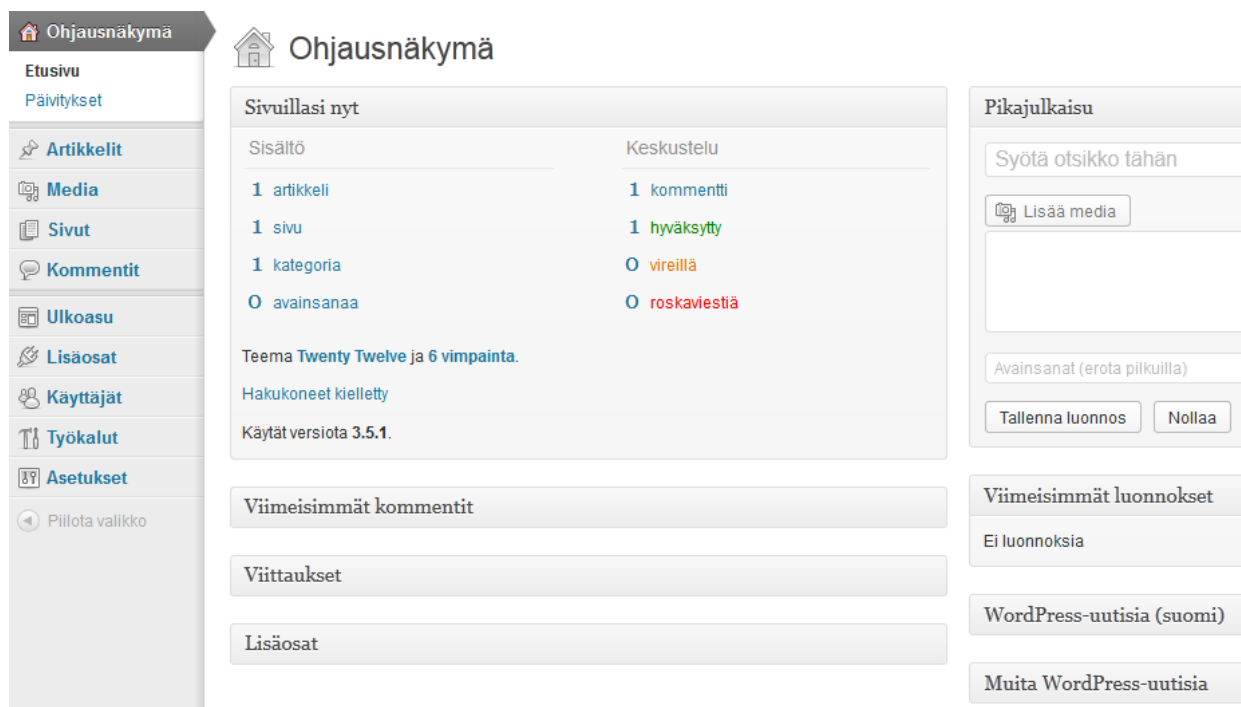 Ohjausnäkymä
Etusivu
Päivitykset
Artikkelit
Media
Sivut
Kommentit
Ulkoasu
Lisäosat
Käyttäjät
Työkalut
Asetukset
Piilota valikko
Ohjausnäkymä
Sivuillasi nyt
Sisältö
1 artikkeli
1 sivu
1 kategoria
0 avainsanaa
Keskustelu
1 kommentti
1 hyväksytty
0 vireillä
0 roskaviestiä
Teema Twenty Twelve ja 6 vimpainta.
Hakukoneet kielletty
Käytät versiota 3.5.1.
Viimeisimmät kommentit
Viittaukset
Lisäosat
Pikajulkaisu
Syötä otsikko tähän
Lisää media
Avainsanat (erota pilkuilla)
Tallenna luonnos
Nollaa
Viimeisimmät luonnokset
Ei luonnoksia
WordPress-uutisia (suomi)
Muita WordPress-uutisia